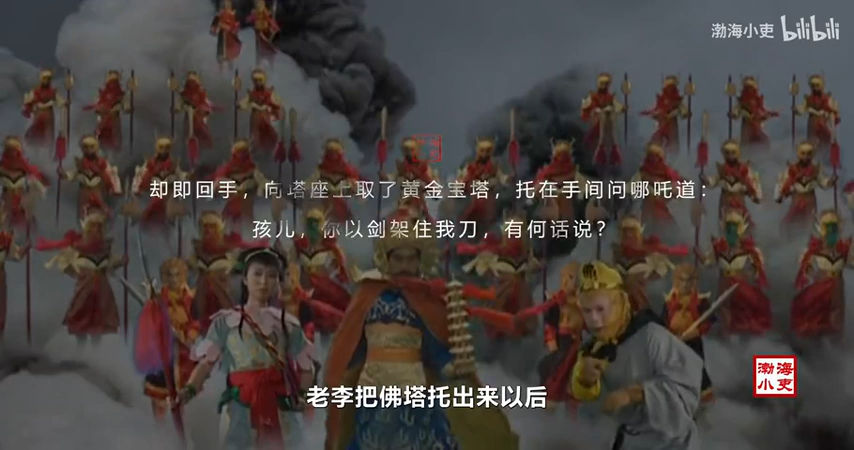 渤海小吏 bilibili
却即回手，向塔座上取了黄金宝塔，托在手间问哪吒道：
孩儿，你以剑架住我刀，有何话说？
渤海
小吏
老李把佛塔托出来以后